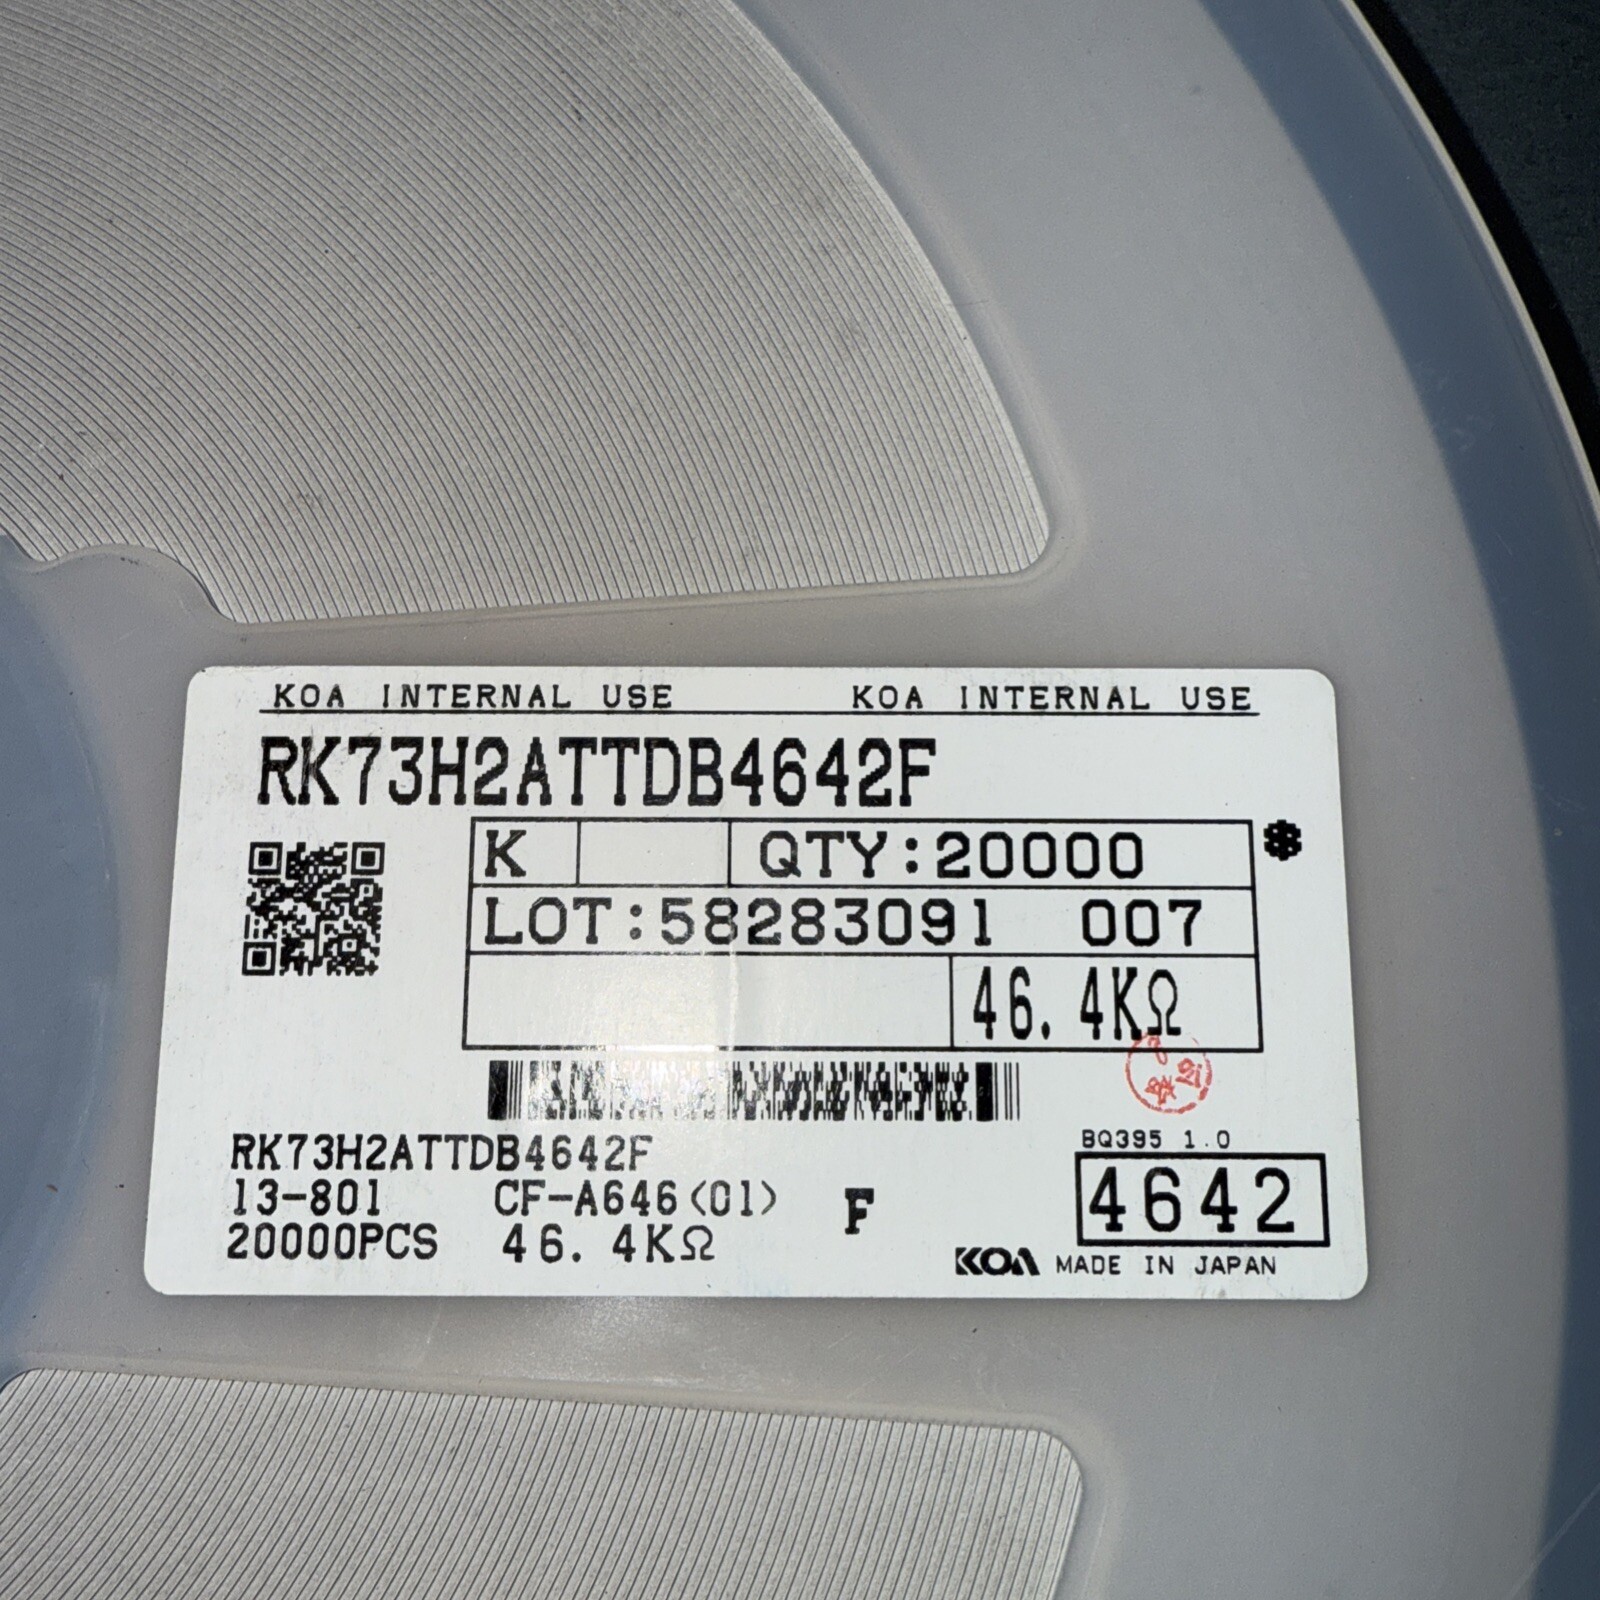 KOA INTERNAL USE KOA INTERNAL USE
RK73H2ATTDB4642F
K QTY:20000 *
LOT:58283091 007
46.4KΩ
RK73H2ATTDB4642F
BQ395 1.0
13-801 CF-A646(01) F 4642
20000PCS 46.4KΩ
KOA MADE IN JAPAN